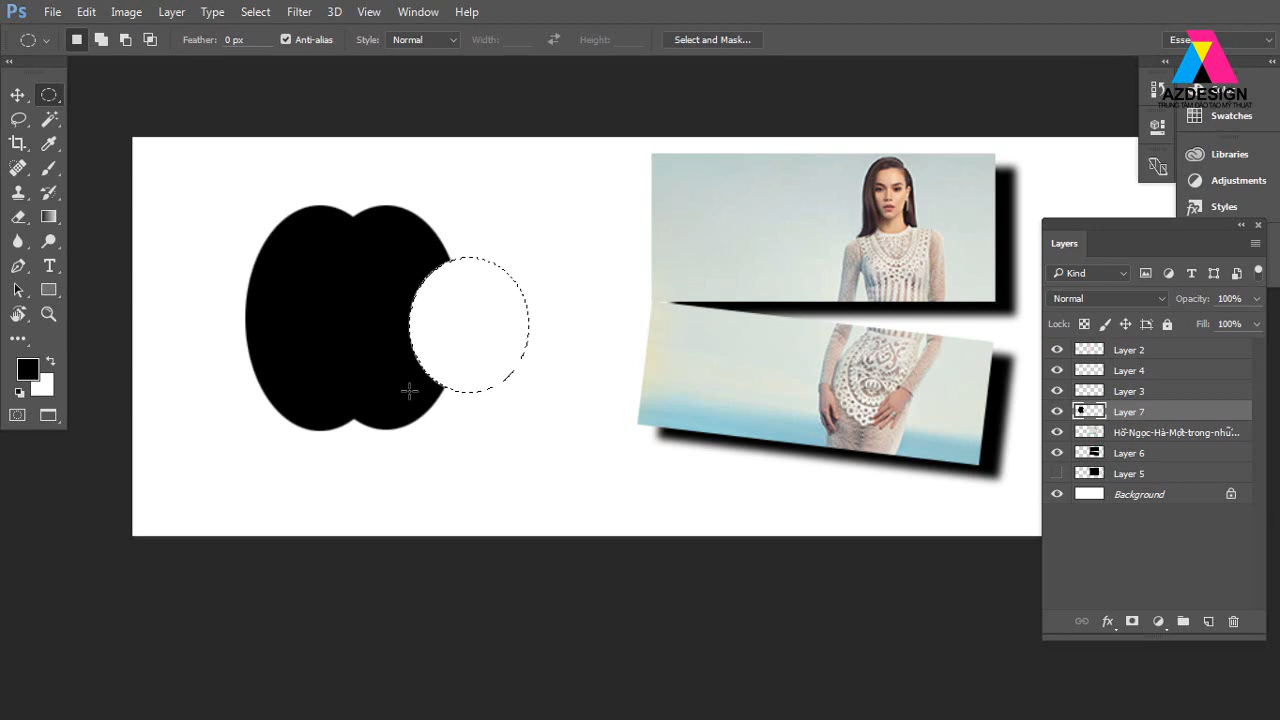 Ps File Edit Image Layer Type Select Filter 3D View Window Help
Feather: 0 px Anti-alias Style: Normal Width: Height: Select and Mask...
AZDESIGN
TRUNG TÂM ĐÀO TẠO MỸ THUẬT
Swatches
Libraries
Adjustments
Styles
Layers
Kind
Normal Opacity: 100%
Lock: Fill: 100%
Layer 2
Layer 4
Layer 3
Layer 7
Hồ-Ngọc-Hà-Một-trong-nhữ...
Layer 6
Layer 5
Background
fx